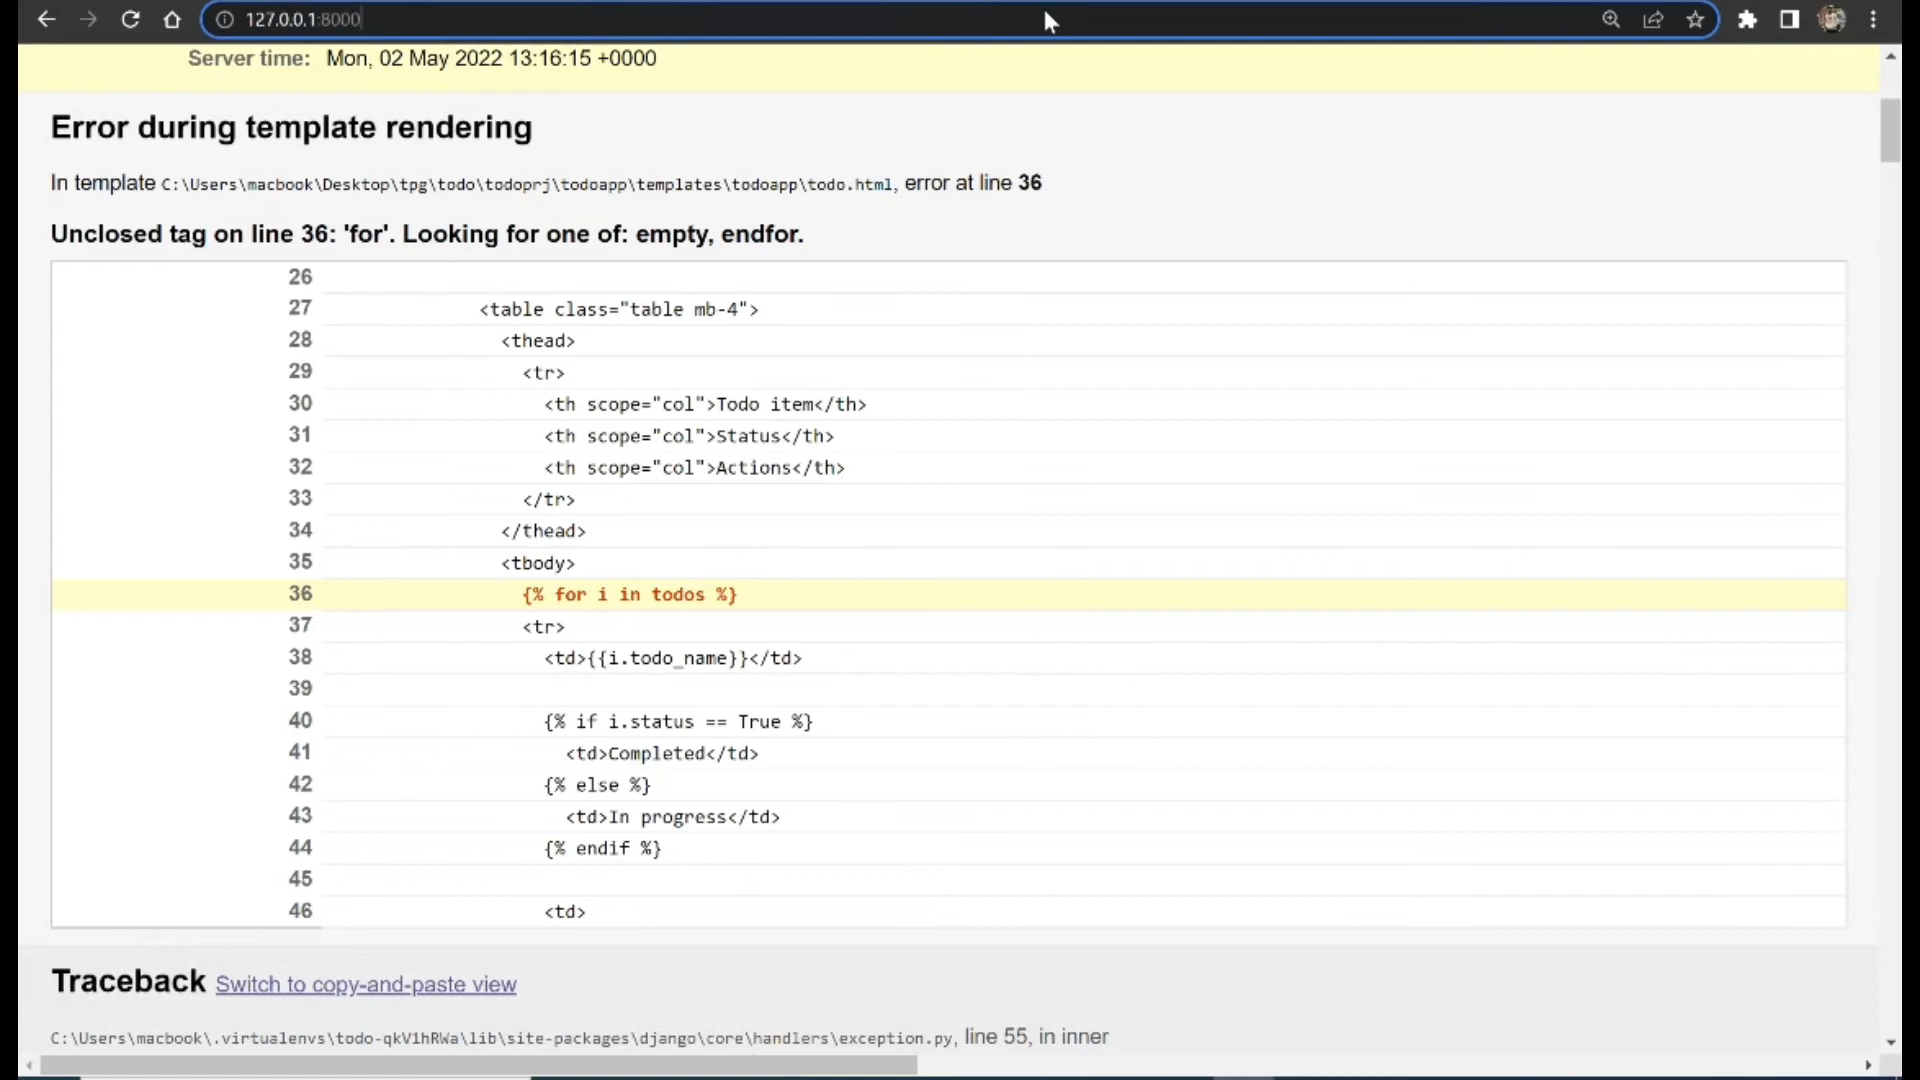 127.0.0.1:8000
Server time: Mon, 02 May 2022 13:16:15 +0000
Error during template rendering
In template C:\Users\macbook\Desktop\tpg\todo\todoprj\todoapp\templates\todoapp\todo.html, error at line 36
Unclosed tag on line 36: 'for'. Looking for one of: empty, endfor.
26
27 <table class="table mb-4">
28 <thead>
29 <tr>
30 <th scope="col">Todo item</th>
31 <th scope="col">Status</th>
32 <th scope="col">Actions</th>
33 </tr>
34 </thead>
35 <tbody>
36 {% for i in todos %}
37 <tr>
38 <td>{{i.todo_name}}</td>
39
40 {% if i.status == True %}
41 <td>Completed</td>
42 {% else %}
43 <td>In progress</td>
44 {% endif %}
45
46 <td>
Traceback Switch to copy-and-paste view
C:\Users\macbook\.virtualenvs\todo-qkV1hRWa\lib\site-packages\django\core\handlers\exception.py, line 55, in inner